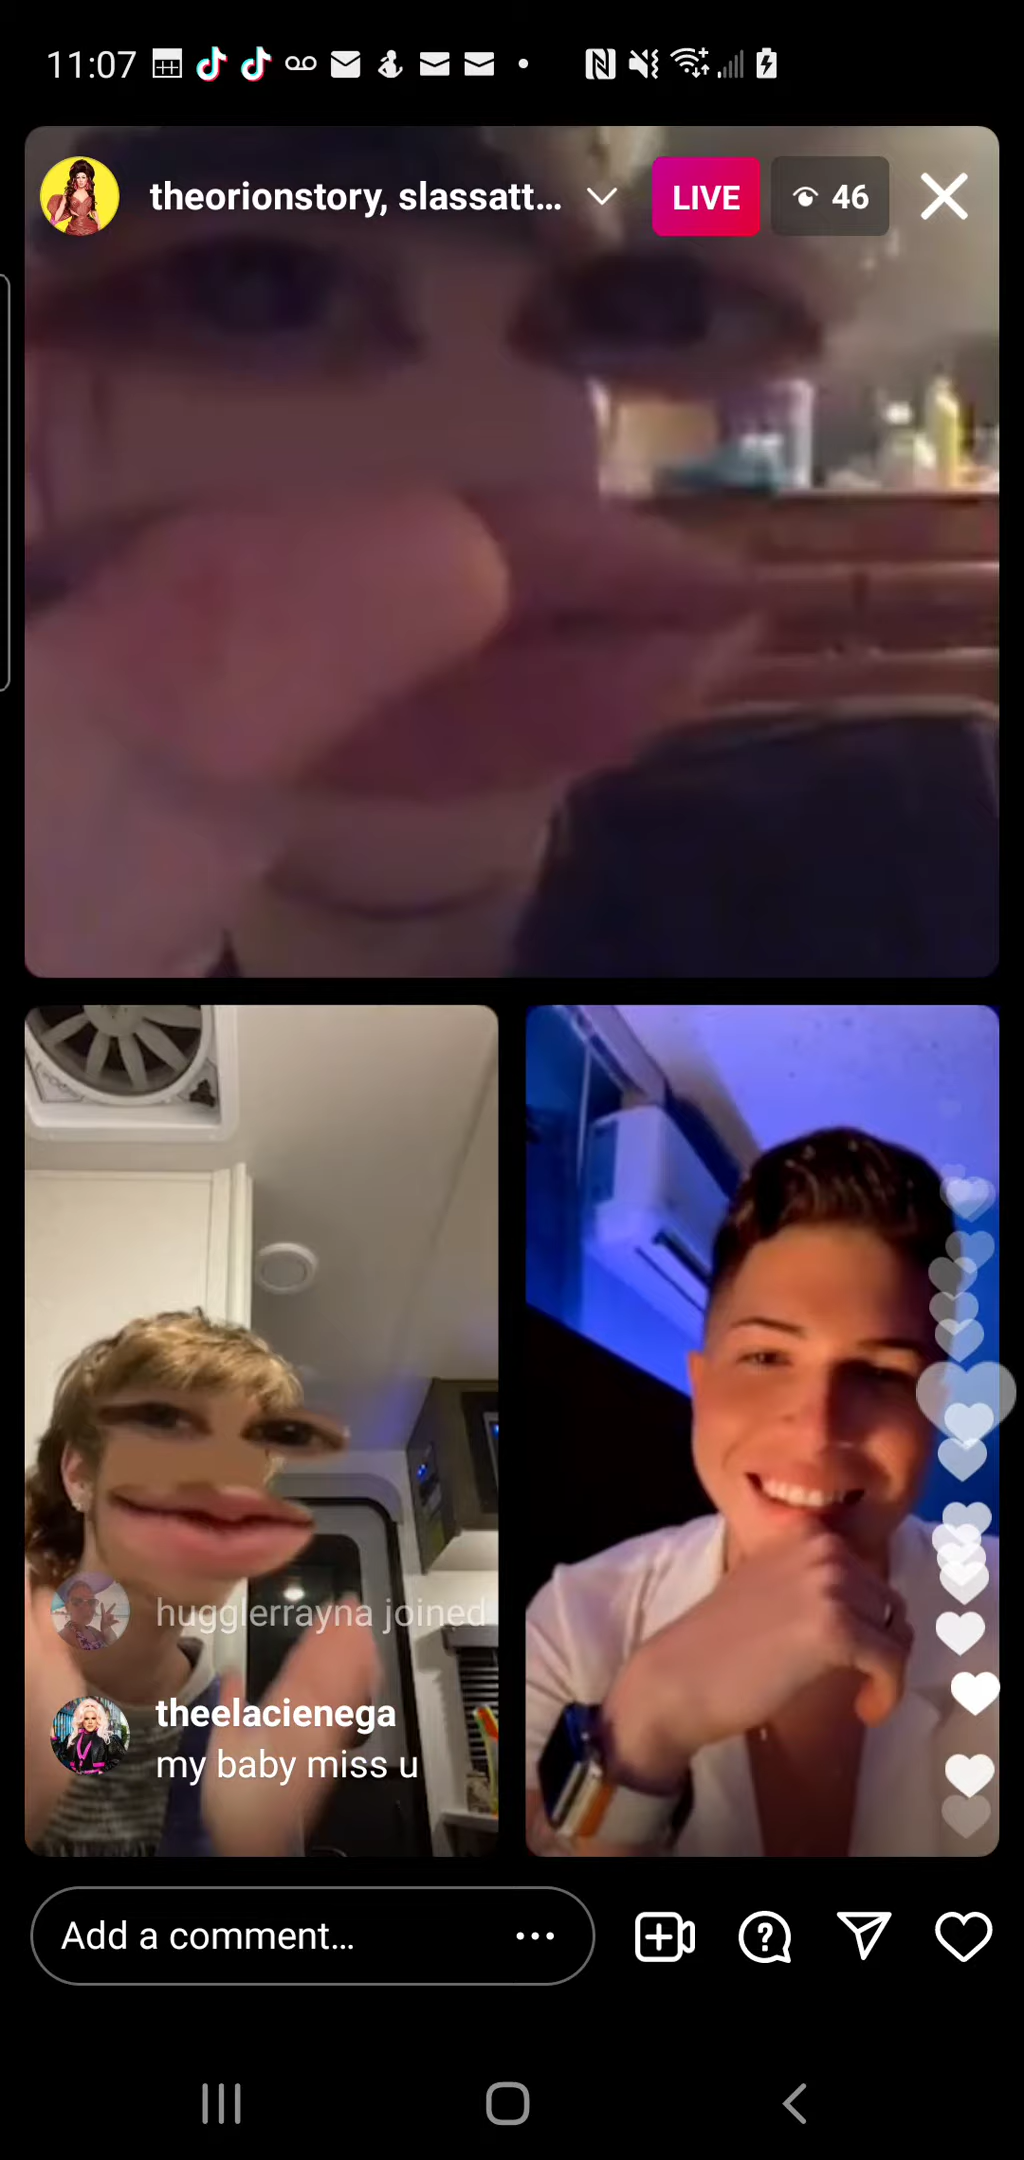 11:07
theorionstory, slassatt...
LIVE
46
hugglerrayna joined
theelacienega
my baby miss u
Add a comment...